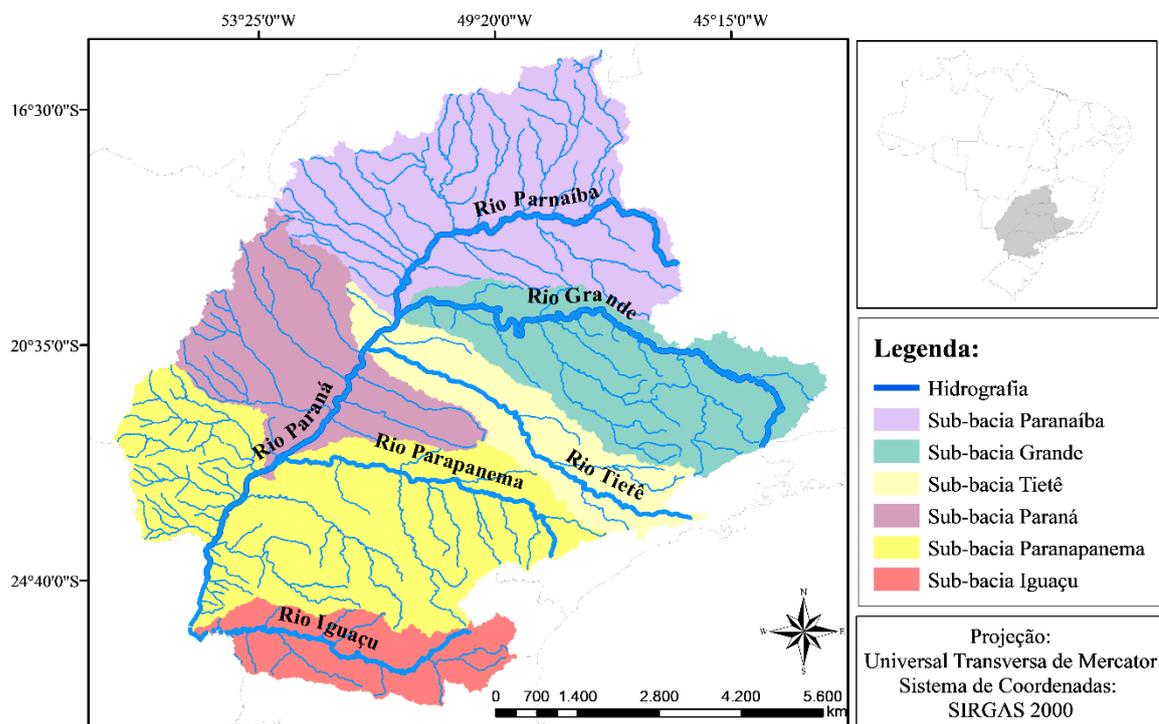 53°25'0"W 49°20'0"W 45°15'0"W
16°30'0"S
20°35'0"S
24°40'0"S
Rio Parnaíba
Rio Grande
Rio Paraná
Rio Parapanema
Rio Tietê
Rio Iguaçu
N
W E
S
0 700 1.400 2.800 4.200 5.600
km
Legenda:
Hidrografia
Sub-bacia Paranaíba
Sub-bacia Grande
Sub-bacia Tietê
Sub-bacia Paraná
Sub-bacia Paranapanema
Sub-bacia Iguaçu
Projeção:
Universal Transversa de Mercator
Sistema de Coordenadas:
SIRGAS 2000